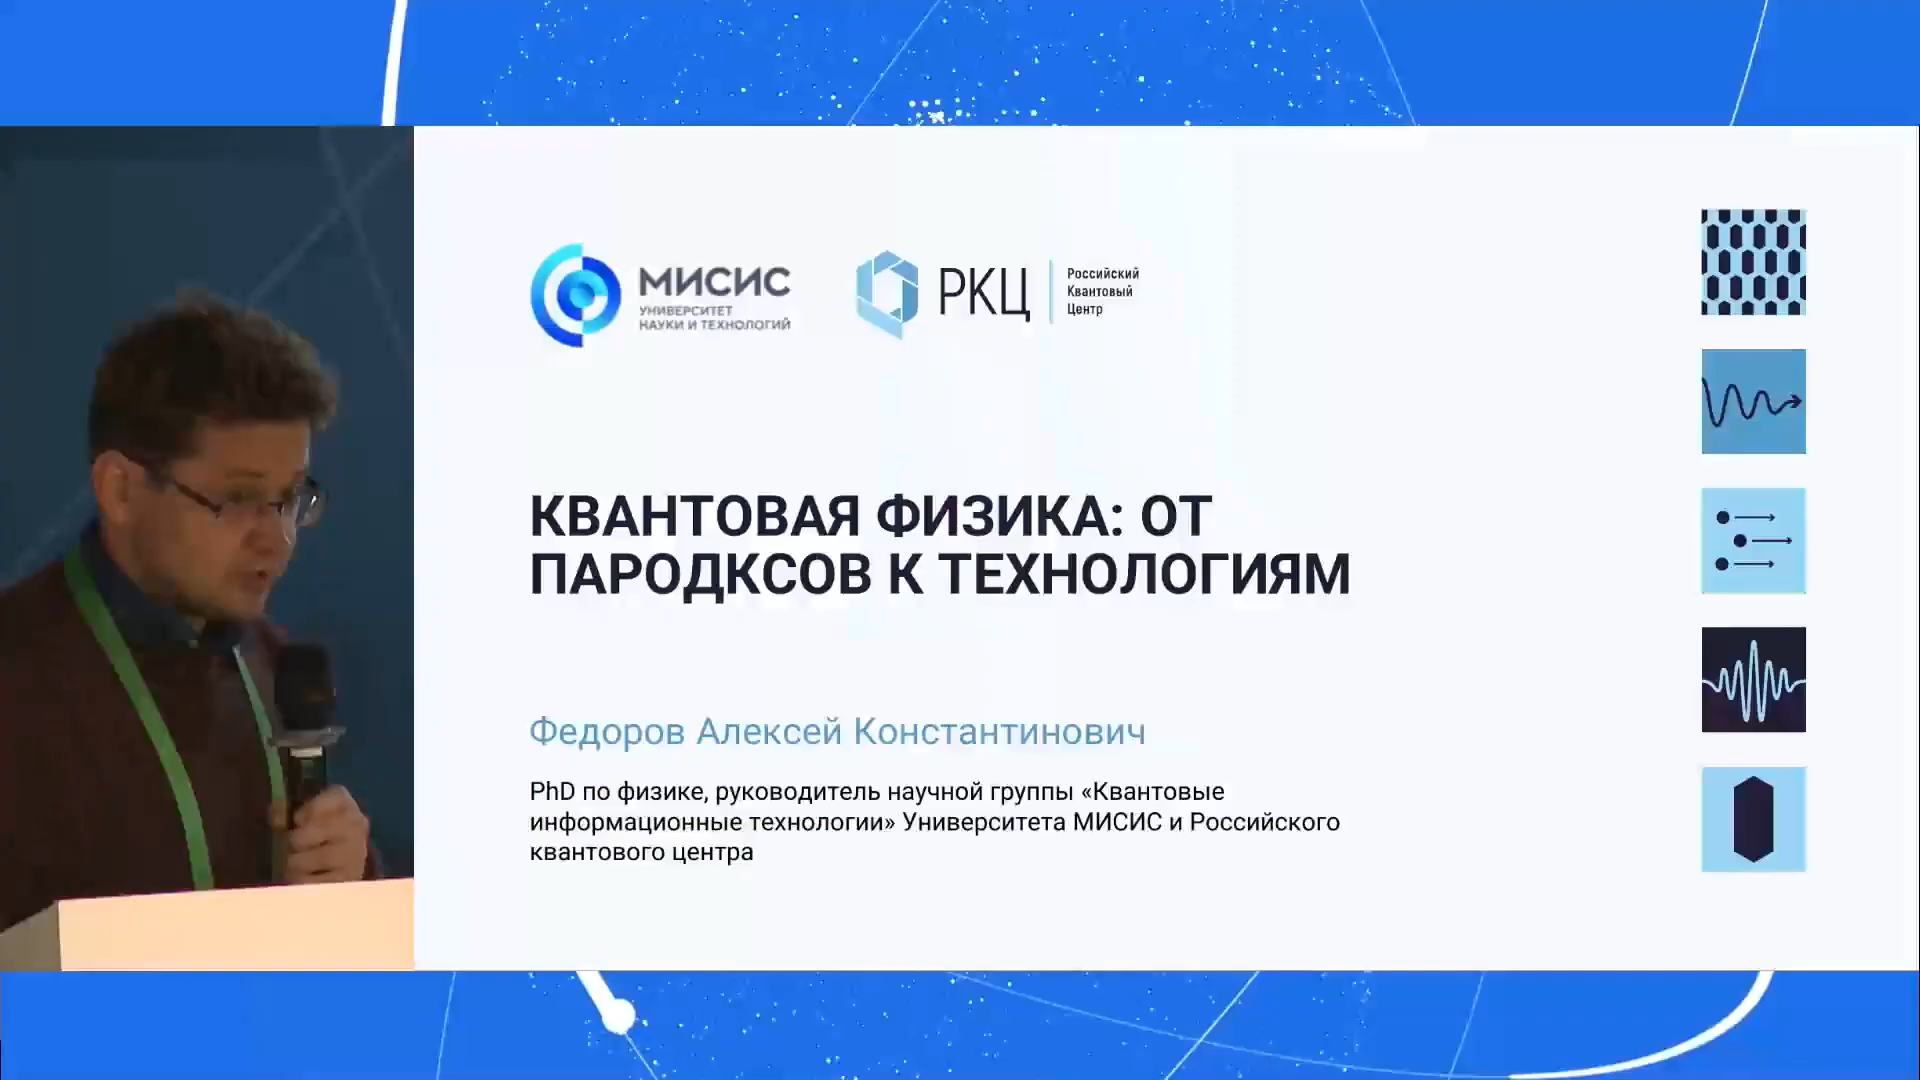 МИСИС
УНИВЕРСИТЕТ
НАУКИ И ТЕХНОЛОГИЙ
РКЦ
Российский
Квантовый
Центр
КВАНТОВАЯ ФИЗИКА: ОТ
ПАРОДКСОВ К ТЕХНОЛОГИЯМ
Федоров Алексей Константинович
PhD по физике, руководитель научной группы «Квантовые
информационные технологии» Университета МИСИС и Российского
квантового центра